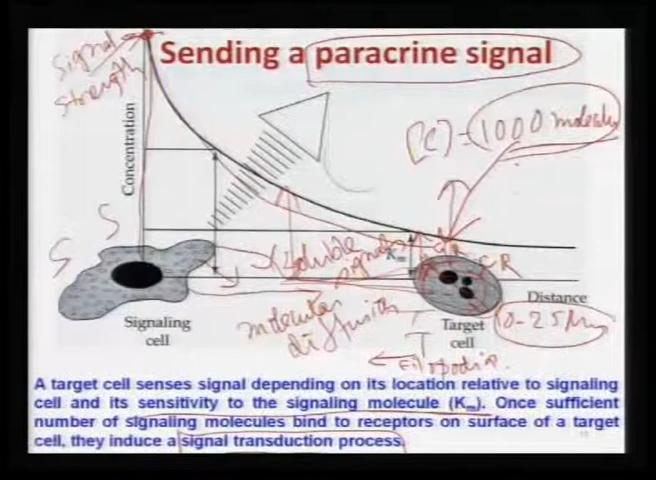 Sending a paracrine signal
Signal
strength
[C] - 1000 molecules
Concentration
S S
soluble
signals
Km
R
molecular
diffusion
Signaling
cell
Target
cell
Distance
10-25 μm
Filopodia.
A target cell senses signal depending on its location relative to signaling
cell and its sensitivity to the signaling molecule (Km). Once sufficient
number of signaling molecules bind to receptors on surface of a target
cell, they induce a signal transduction process.